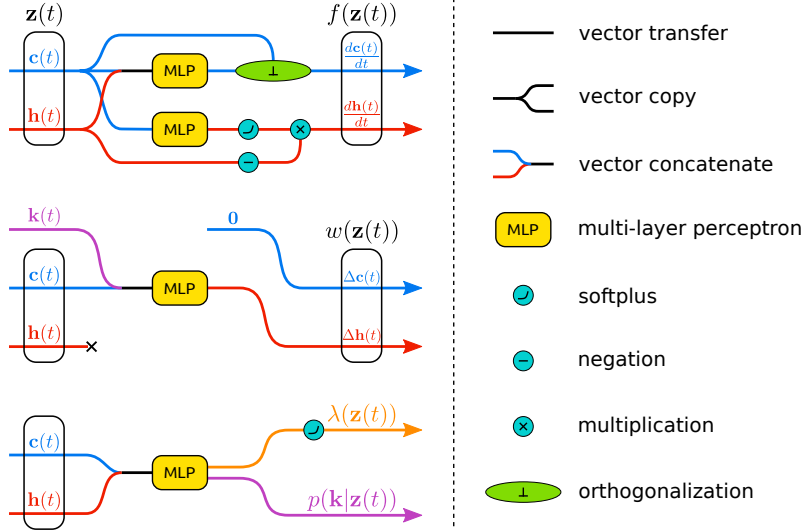 z(t)
f(z(t))
c(t)
MLP
⊥
dc(t)/dt
h(t)
MLP
×
dh(t)/dt
−
k(t)
0
w(z(t))
c(t)
MLP
Δc(t)
h(t)
×
Δh(t)
c(t)
λ(z(t))
MLP
h(t)
p(k|z(t))
vector transfer
vector copy
vector concatenate
MLP multi-layer perceptron
softplus
− negation
× multiplication
⊥ orthogonalization